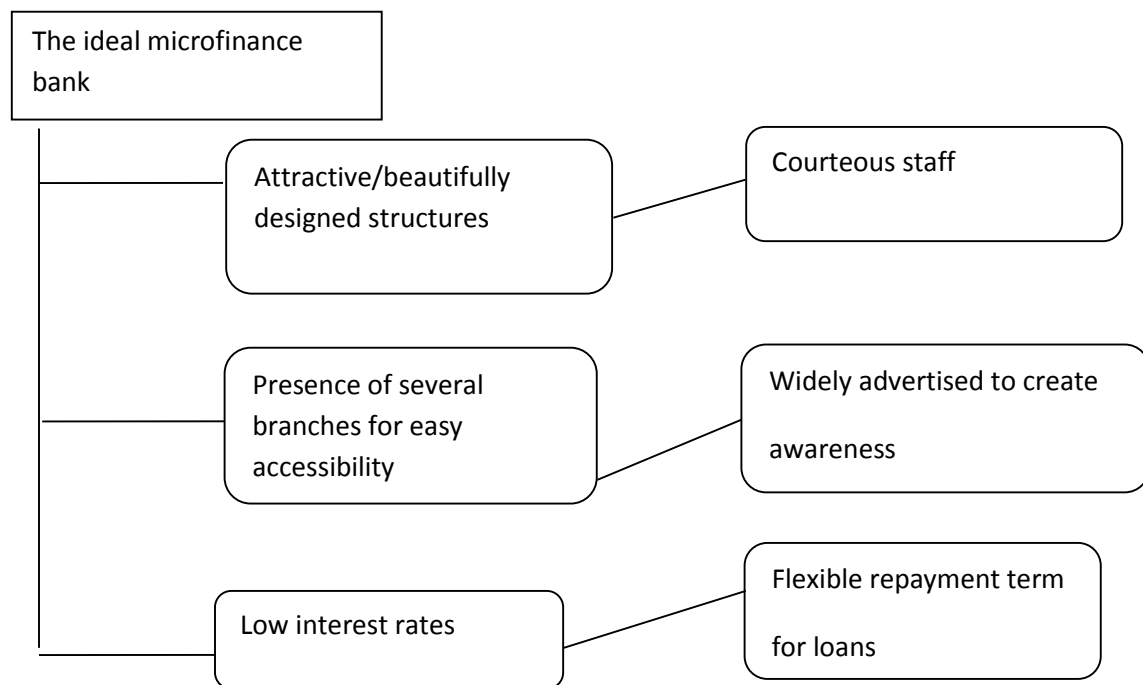 The ideal microfinance
bank
Attractive/beautifully
designed structures
Courteous staff
Presence of several
branches for easy
accessibility
Widely advertised to create
awareness
Low interest rates
Flexible repayment term
for loans